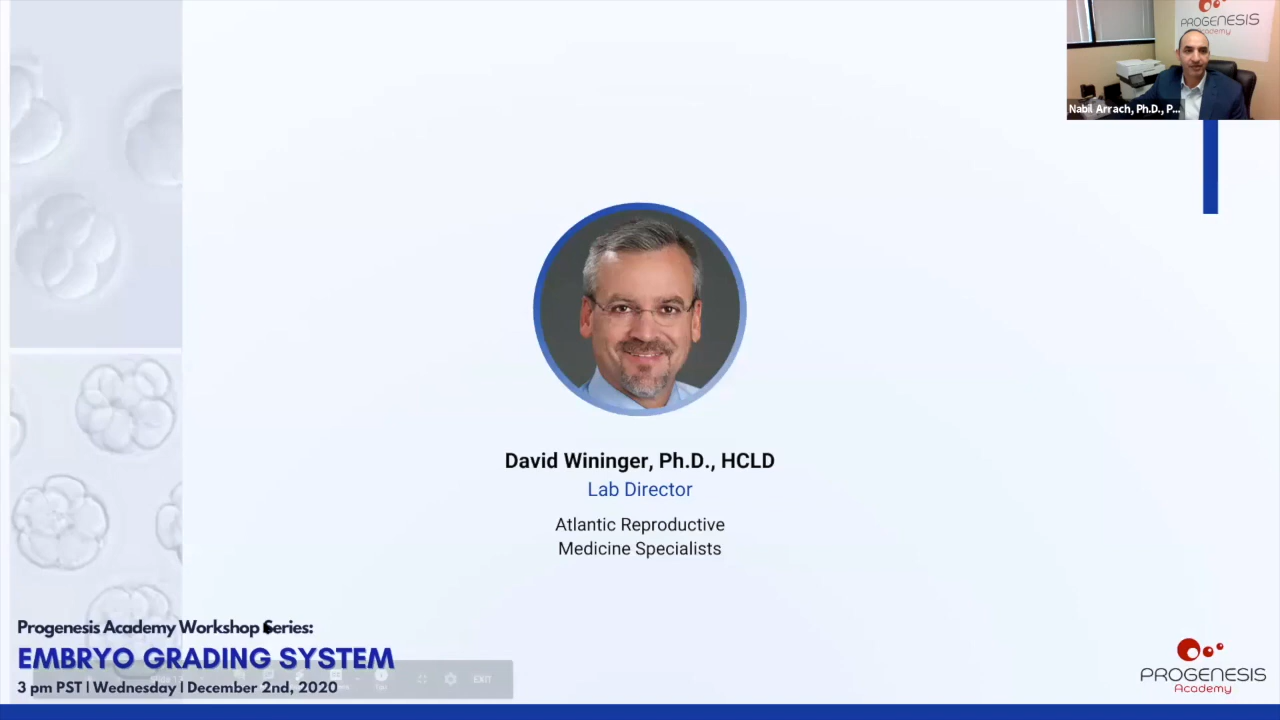 PROGENESIS
Academy
Nabil Arrach, Ph.D., P...
David Wininger, Ph.D., HCLD
Lab Director
Atlantic Reproductive
Medicine Specialists
Progenesis Academy Workshop Series:
EMBRYO GRADING SYSTEM
3 pm PST | Wednesday | December 2nd, 2020
EXIT
PROGENESIS
Academy